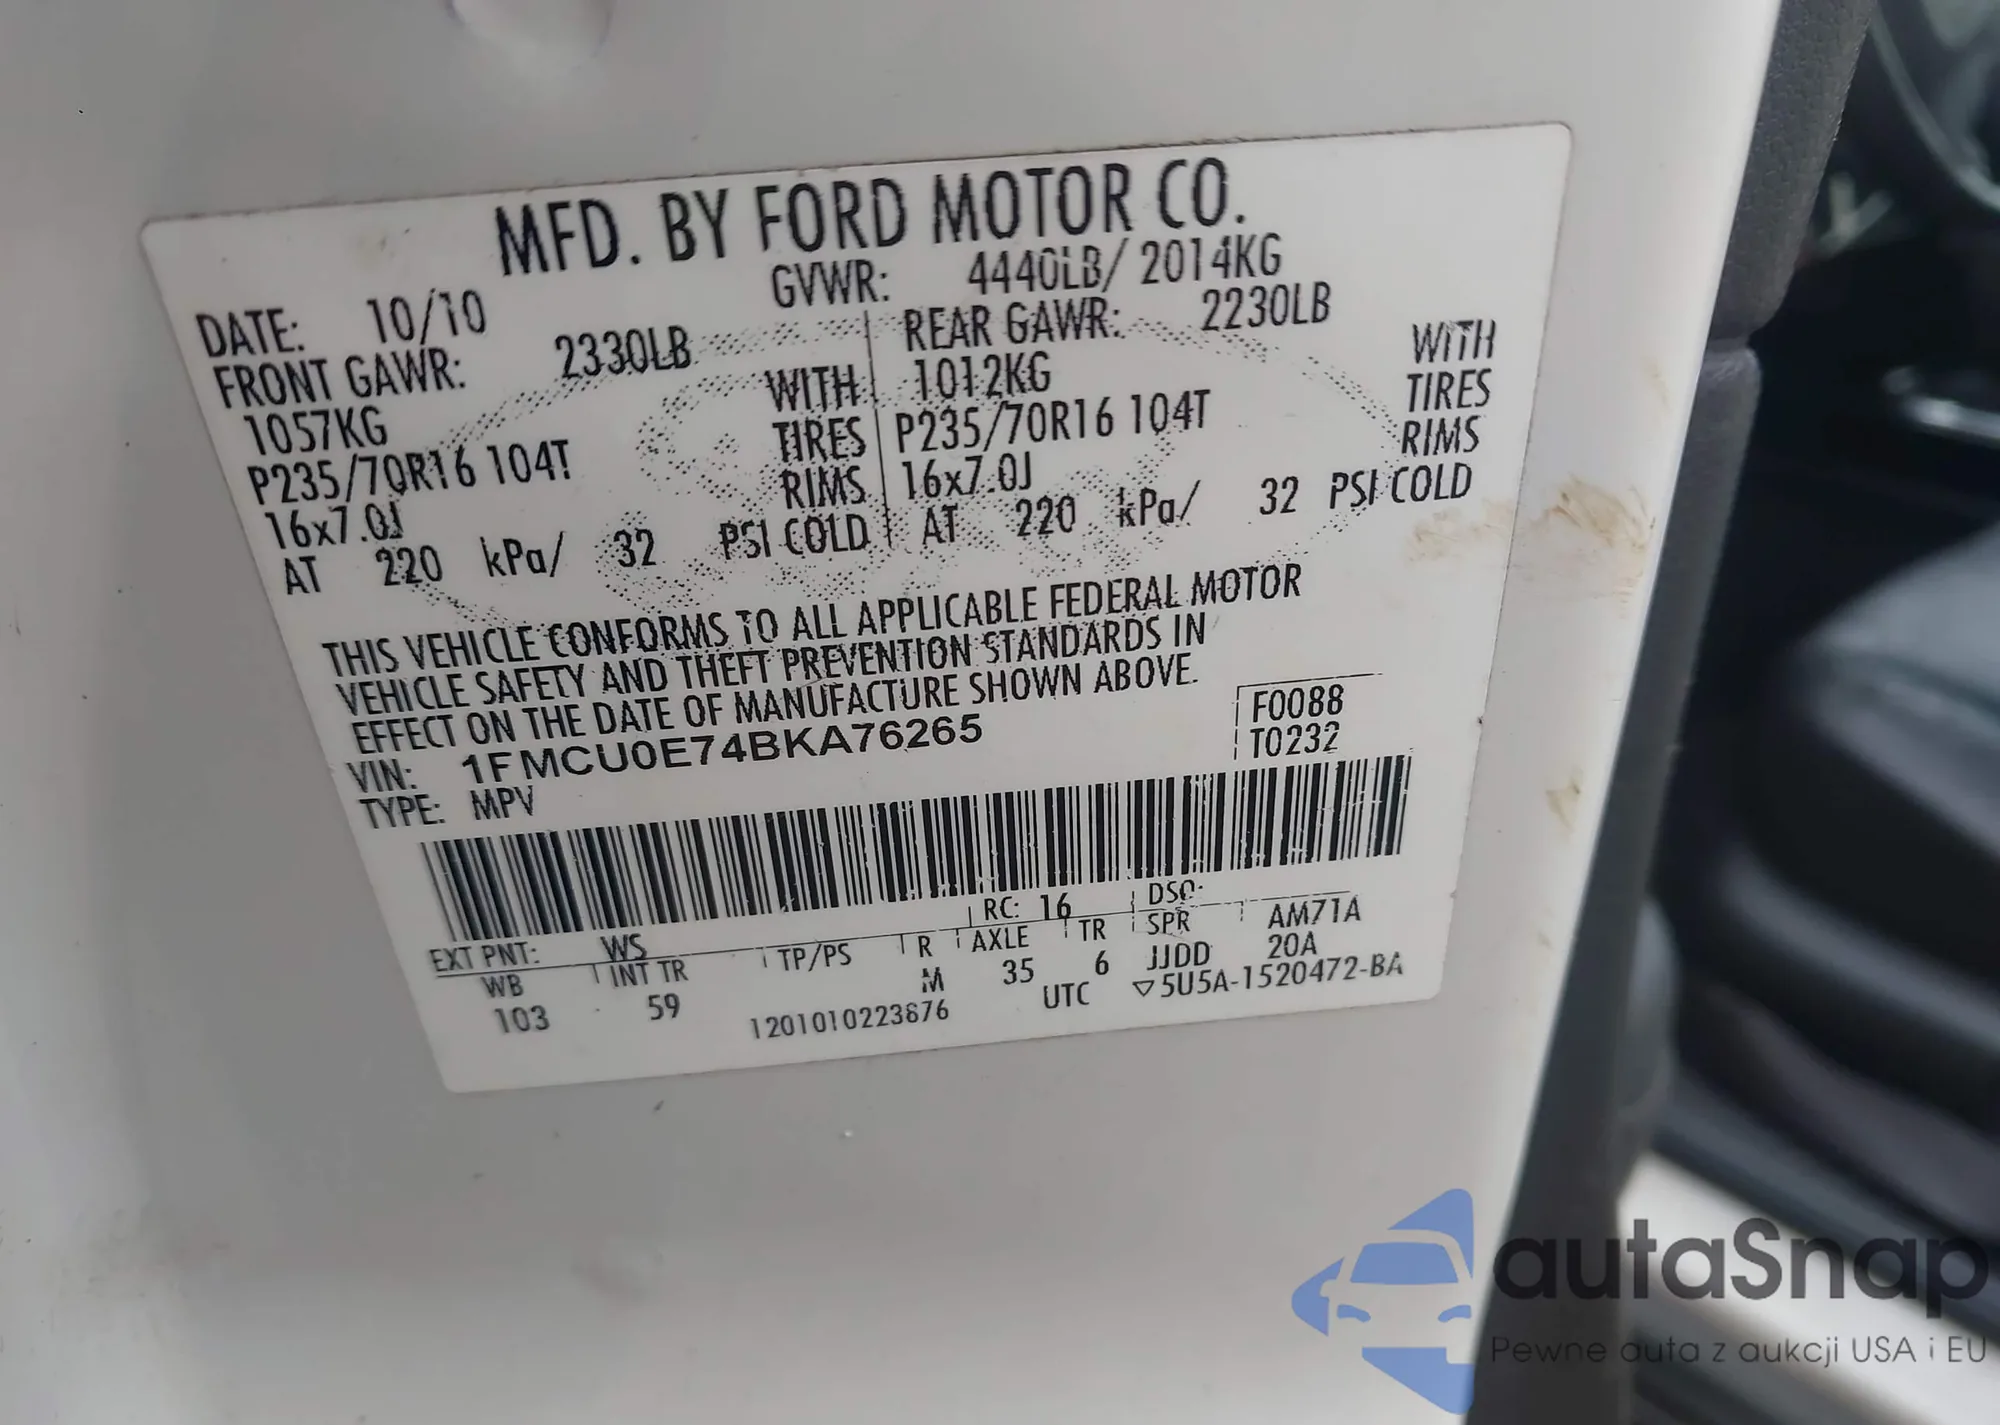 MFD. BY FORD MOTOR CO.
DATE: 10/10 GVWR: 4440LB/ 2014KG
FRONT GAWR: 2330LB REAR GAWR: 2230LB
1057KG WITH 1012KG WITH
P235/70R16 104T TIRES P235/70R16 104T TIRES
16x7.0J RIMS 16x7.0J RIMS
AT 220 kPa/ 32 PSI COLD AT 220 kPa/ 32 PSI COLD
THIS VEHICLE CONFORMS TO ALL APPLICABLE FEDERAL MOTOR
VEHICLE SAFETY AND THEFT PREVENTION STANDARDS IN
EFFECT ON THE DATE OF MANUFACTURE SHOWN ABOVE.
VIN: 1FMCU0E74BKA76265 F0088
TYPE: MPV T0232
RC: 16 DSO:
EXT PNT: WS
WB INT TR TP/PS R AXLE TR SPR AM71A
103 59 M 35 6 JJDD 20A
1201010223876 UTC ▽5U5A-1520472-BA
autaSnap
Pewne auta z aukcji USA i EU